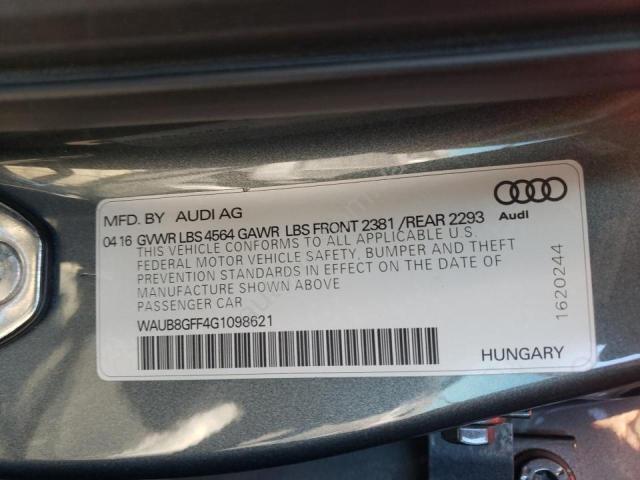 MFD. BY AUDI AG
Audi
04 16 GVWR LBS 4564 GAWR LBS FRONT 2381 /REAR 2293
THIS VEHICLE CONFORMS TO ALL APPLICABLE U S.
FEDERAL MOTOR VEHICLE SAFETY, BUMPER AND THEFT
PREVENTION STANDARDS IN EFFECT ON THE DATE OF
MANUFACTURE SHOWN ABOVE
PASSENGER CAR
WAUB8GFF4G1098621
HUNGARY
1620244